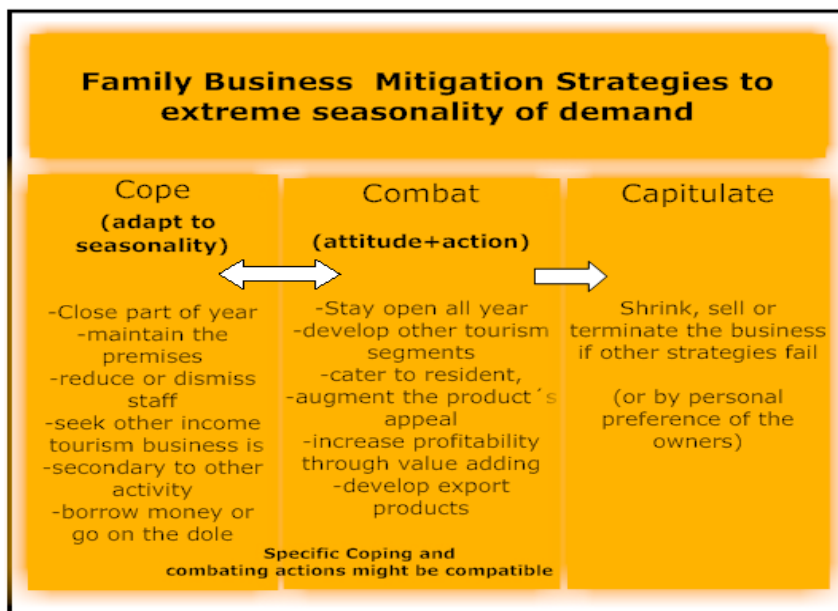 Family Business Mitigation Strategies to
extreme seasonality of demand
Cope
(adapt to
seasonality)
-Close part of year
-maintain the
premises
-reduce or dismiss
staff
-seek other income
tourism business is
-secondary to other
activity
-borrow money or
go on the dole
Combat
(attitude+action)
-Stay open all year
-develop other tourism
segments
-cater to resident,
-augment the product´s
appeal
-increase profitability
through value adding
-develop export
products
Capitulate
Shrink, sell or
terminate the business
if other strategies fail
(or by personal
preference of the
owners)
Specific Coping and
combating actions might be compatible